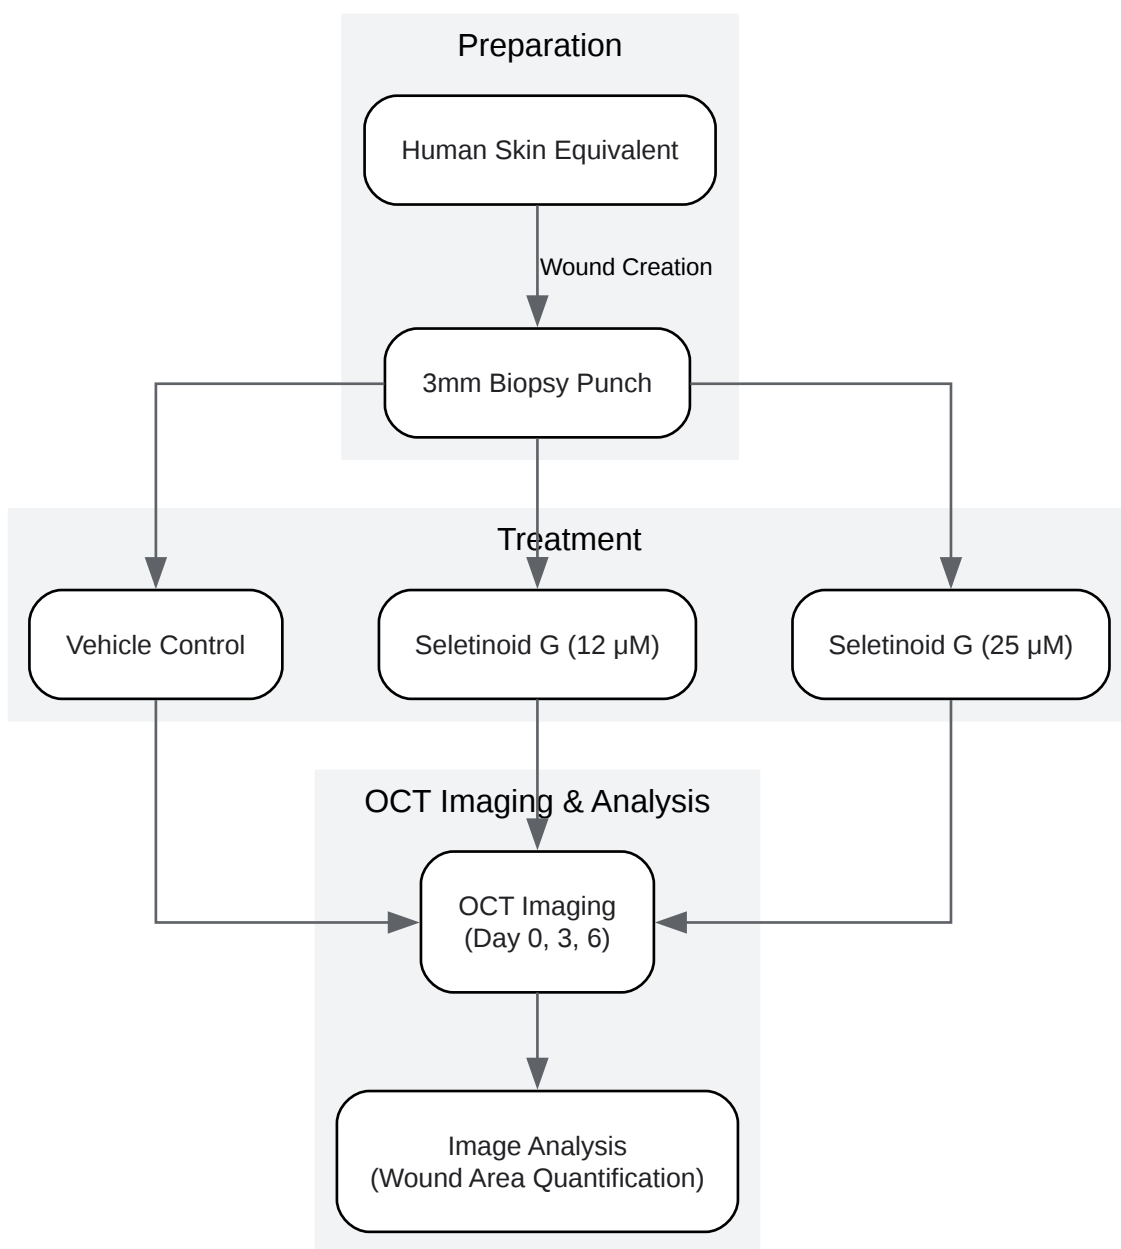 Preparation
Human Skin Equivalent
Wound Creation
3mm Biopsy Punch
Treatment
Vehicle Control
Seletinoid G (12 μM)
Seletinoid G (25 μM)
OCT Imaging & Analysis
OCT Imaging
(Day 0, 3, 6)
Image Analysis
(Wound Area Quantification)